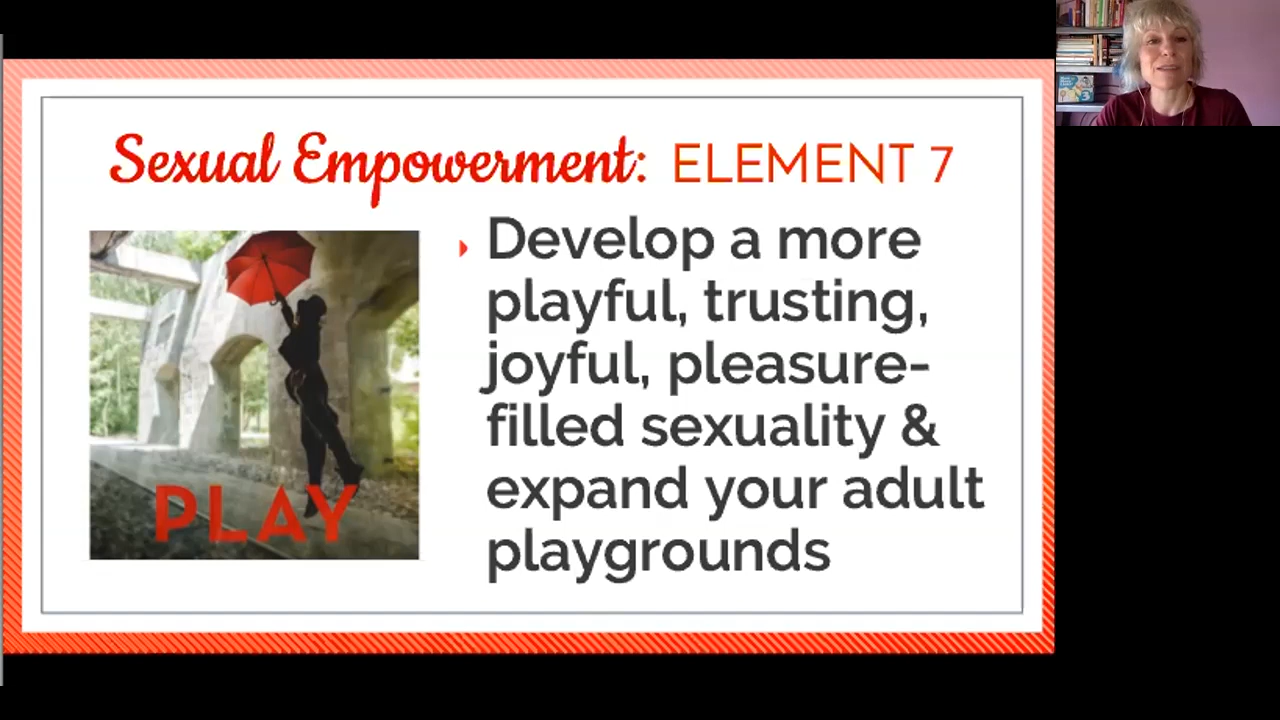 Sexual Empowerment: ELEMENT 7
Develop a more
playful, trusting,
joyful, pleasure-
filled sexuality &
expand your adult
playgrounds
PLAY